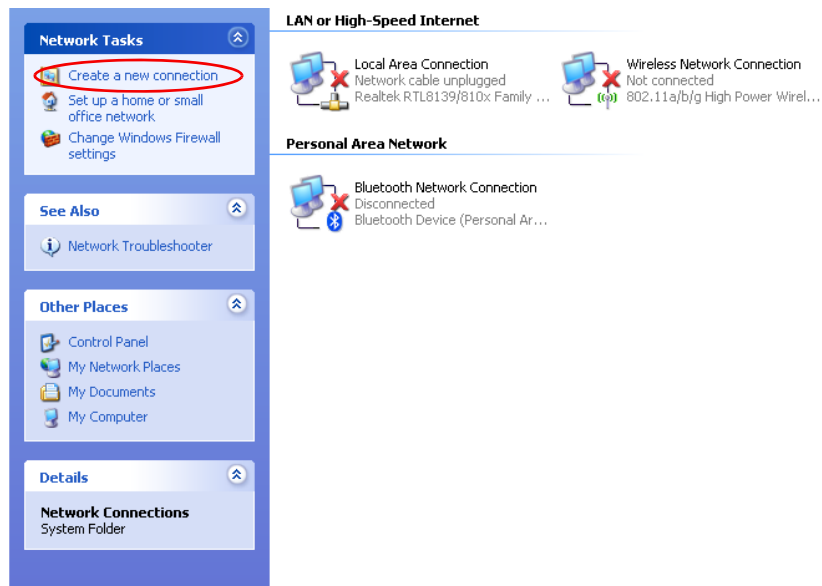 Network Tasks
Create a new connection
Set up a home or small
office network
Change Windows Firewall
settings
See Also
Network Troubleshooter
Other Places
Control Panel
My Network Places
My Documents
My Computer
Details
Network Connections
System Folder
LAN or High-Speed Internet
Local Area Connection
Network cable unplugged
Realtek RTL8139/810x Family ...
Wireless Network Connection
Not connected
802.11a/b/g High Power Wirel...
Personal Area Network
Bluetooth Network Connection
Disconnected
Bluetooth Device (Personal Ar...